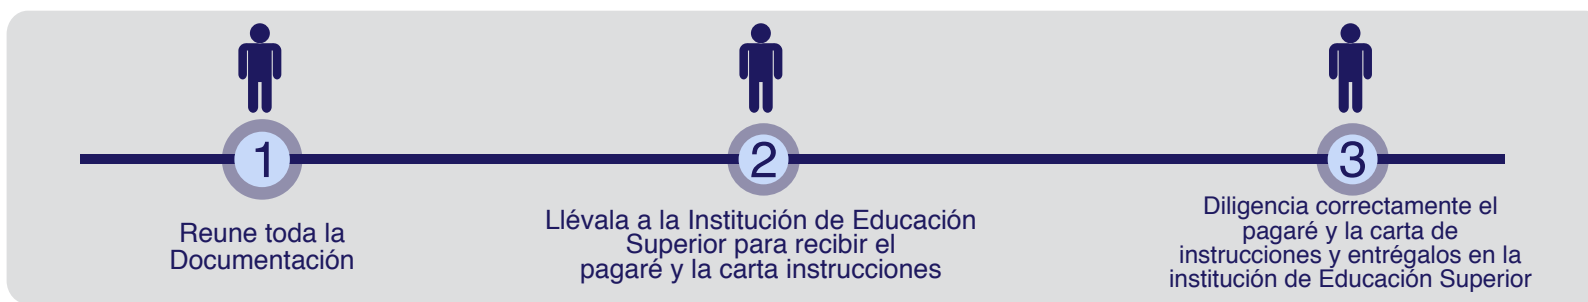 1
Reune toda la
Documentación
2
Llévala a la Institución de Educación
Superior para recibir el
pagaré y la carta instrucciones
3
Diligencia correctamente el
pagaré y la carta de
instrucciones y entrégalos en la
institución de Educación Superior